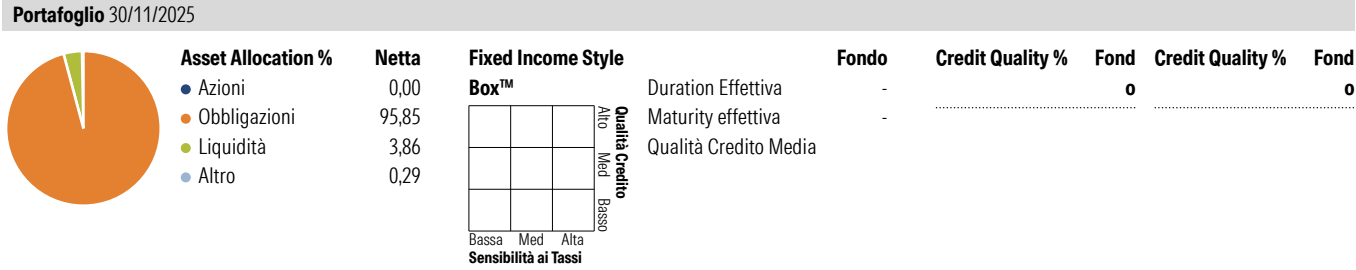 Portafoglio 30/11/2025
Asset Allocation % Netta
Azioni 0,00
Obbligazioni 95,85
Liquidità 3,86
Altro 0,29
Fixed Income Style
Box™
Alto Med Basso
Qualità Credito
Bassa Med Alta
Sensibilità ai Tassi
Fondo
Duration Effettiva -
Maturity effettiva -
Qualità Credito Media
Credit Quality % Fond
o
Credit Quality % Fond
o